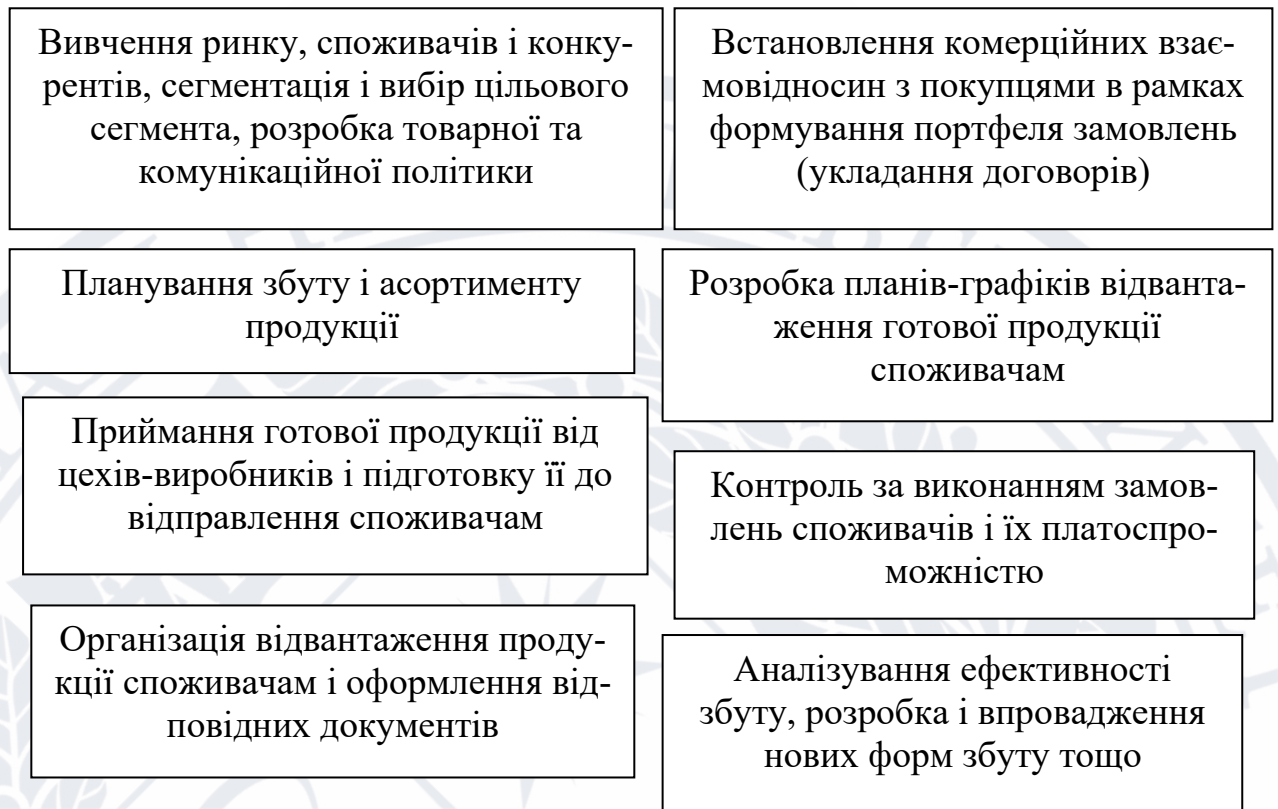 Вивчення ринку, споживачів і конку-
рентів, сегментація і вибір цільового
сегмента, розробка товарної та
комунікаційної політики
Встановлення комерційних взає-
мовідносин з покупцями в рамках
формування портфеля замовлень
(укладання договорів)
Планування збуту і асортименту
продукції
Розробка планів-графіків відванта-
ження готової продукції
споживачам
Приймання готової продукції від
цехів-виробників і підготовку її до
відправлення споживачам
Контроль за виконанням замов-
лень споживачів і їх платоспро-
можністю
Організація відвантаження проду-
кції споживачам і оформлення від-
повідних документів
Аналізування ефективності
збуту, розробка і впровадження
нових форм збуту тощо